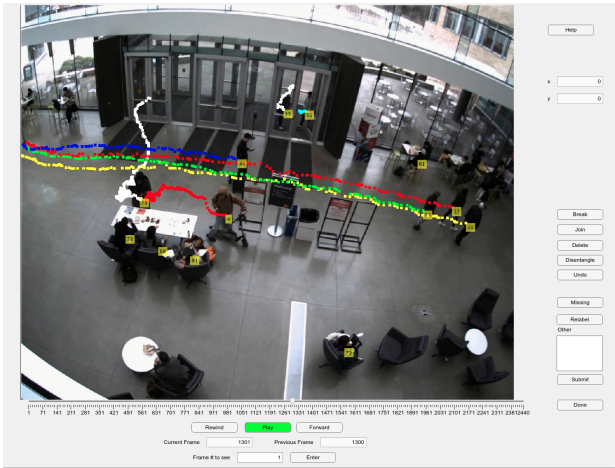 Help
x 0
y 0
Break
Join
Delete
Disentangle
Undo
Missing
Relabel
Other
Submit
Done
1 71 141 211 281 351 421 491 561 631 701 771 841 911 981 1051 1121 1191 1261 1331 1401 1471 1541 1611 1681 1751 1821 1891 1961 2031 2101 2171 2241 2311 2381 2440
Rewind Play Forward
Current Frame 1301 Previous Frame 1300
Frame # to see 1 Enter